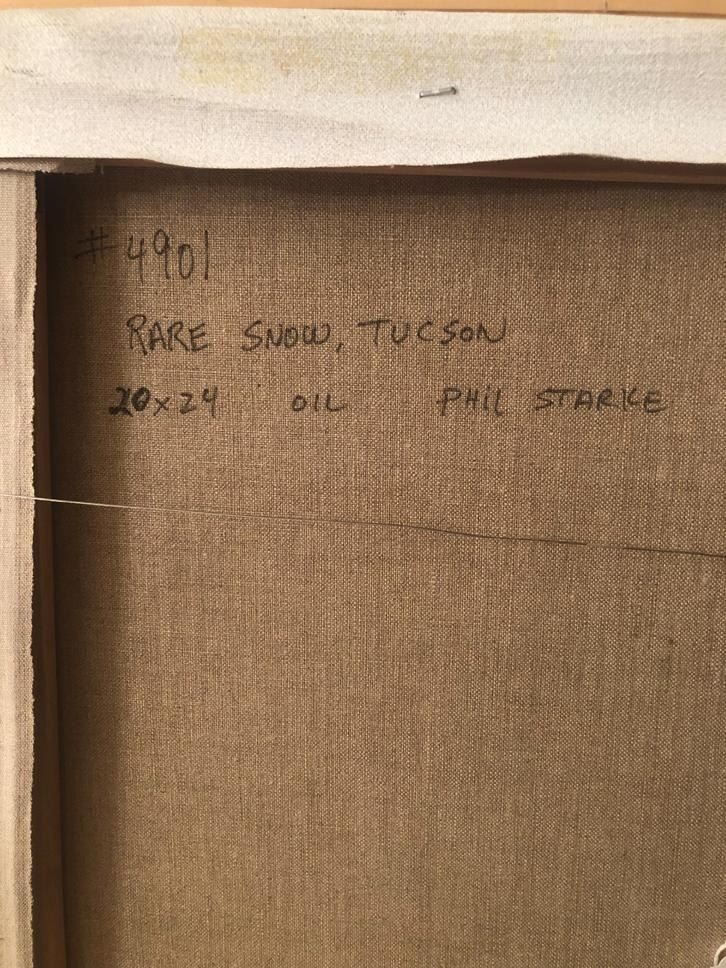 #4901
RARE SNOW, TUCSON
20x24 OIL PHIL STARKE